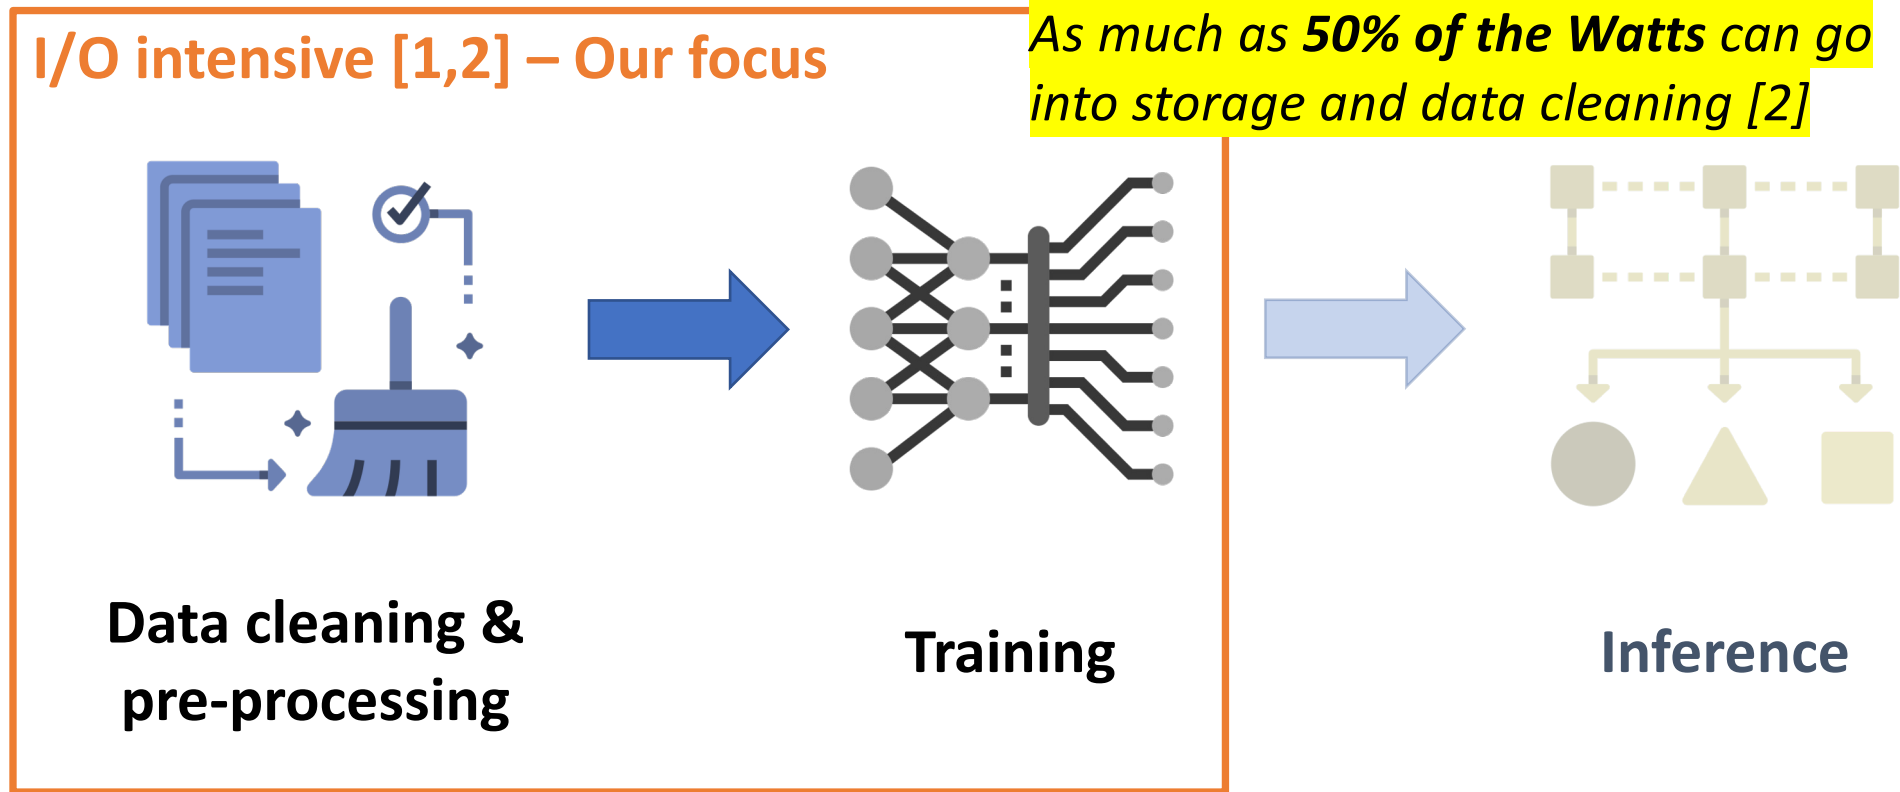 I/O intensive [1,2] – Our focus
As much as 50% of the Watts can go
into storage and data cleaning [2]
Data cleaning &
pre-processing
Training
Inference